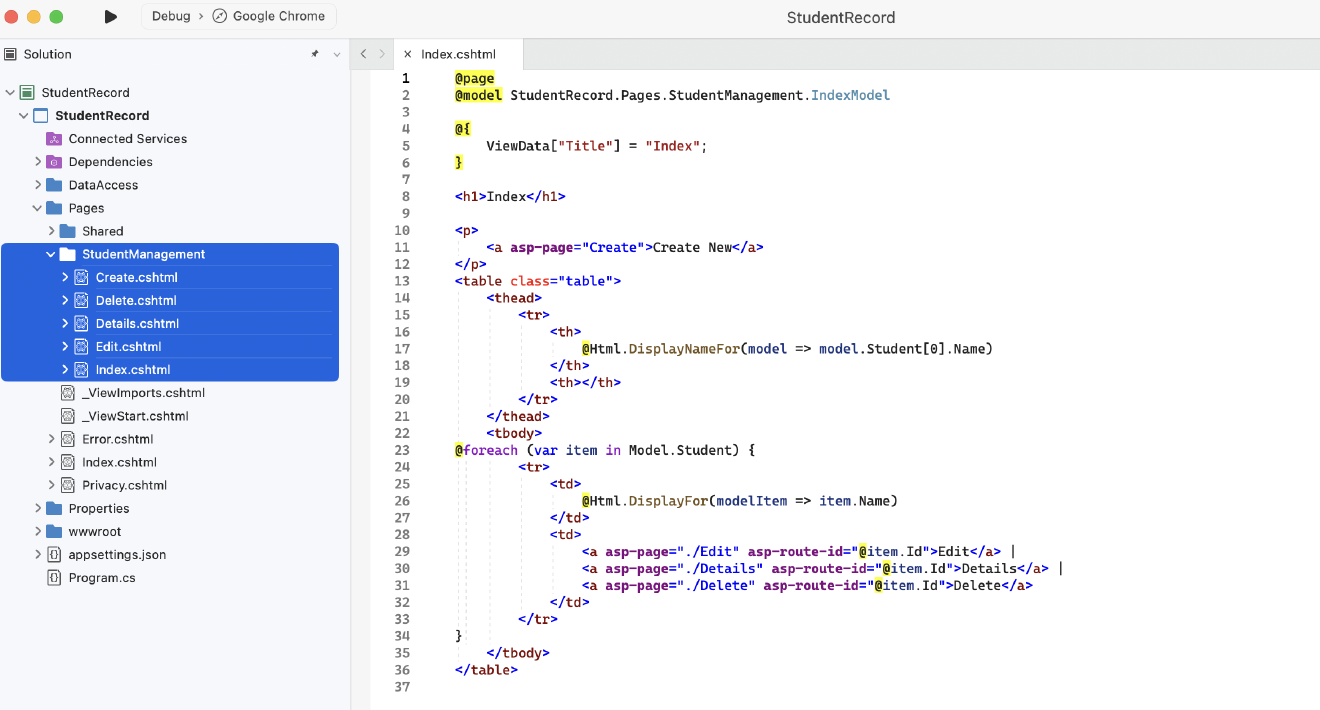 Debug › Google Chrome
StudentRecord
Solution
StudentRecord
StudentRecord
Connected Services
Dependencies
DataAccess
Pages
Shared
StudentManagement
Create.cshtml
Delete.cshtml
Details.cshtml
Edit.cshtml
Index.cshtml
_ViewImports.cshtml
_ViewStart.cshtml
Error.cshtml
Index.cshtml
Privacy.cshtml
Properties
wwwroot
{} appsettings.json
{} Program.cs
× Index.cshtml
1 @page
2 @model StudentRecord.Pages.StudentManagement.IndexModel
3
4 @{
5     ViewData["Title"] = "Index";
6 }
7
8 <h1>Index</h1>
9
10 <p>
11     <a asp-page="Create">Create New</a>
12 </p>
13 <table class="table">
14     <thead>
15         <tr>
16             <th>
17                 @Html.DisplayNameFor(model => model.Student[0].Name)
18             </th>
19             <th></th>
20         </tr>
21     </thead>
22     <tbody>
23 @foreach (var item in Model.Student) {
24         <tr>
25             <td>
26                 @Html.DisplayFor(modelItem => item.Name)
27             </td>
28             <td>
29                 <a asp-page="./Edit" asp-route-id="@item.Id">Edit</a> |
30                 <a asp-page="./Details" asp-route-id="@item.Id">Details</a> |
31                 <a asp-page="./Delete" asp-route-id="@item.Id">Delete</a>
32             </td>
33         </tr>
34 }
35     </tbody>
36 </table>
37